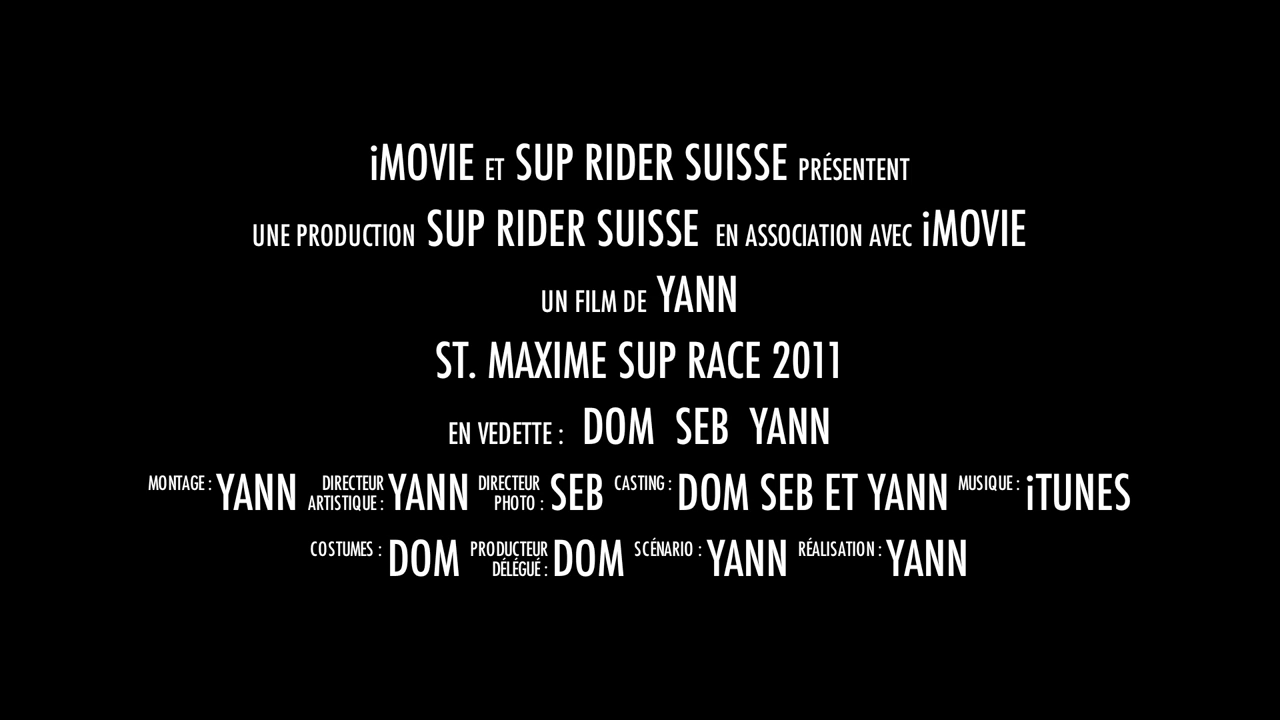 iMOVIE ET SUP RIDER SUISSE PRÉSENTENT
UNE PRODUCTION SUP RIDER SUISSE EN ASSOCIATION AVEC iMOVIE
UN FILM DE YANN
ST. MAXIME SUP RACE 2011
EN VEDETTE : DOM SEB YANN
MONTAGE : YANN DIRECTEUR ARTISTIQUE : YANN DIRECTEUR PHOTO : SEB CASTING : DOM SEB ET YANN MUSIQUE : iTUNES
COSTUMES : DOM PRODUCTEUR DÉLÉGUÉ : DOM SCÉNARIO : YANN RÉALISATION : YANN